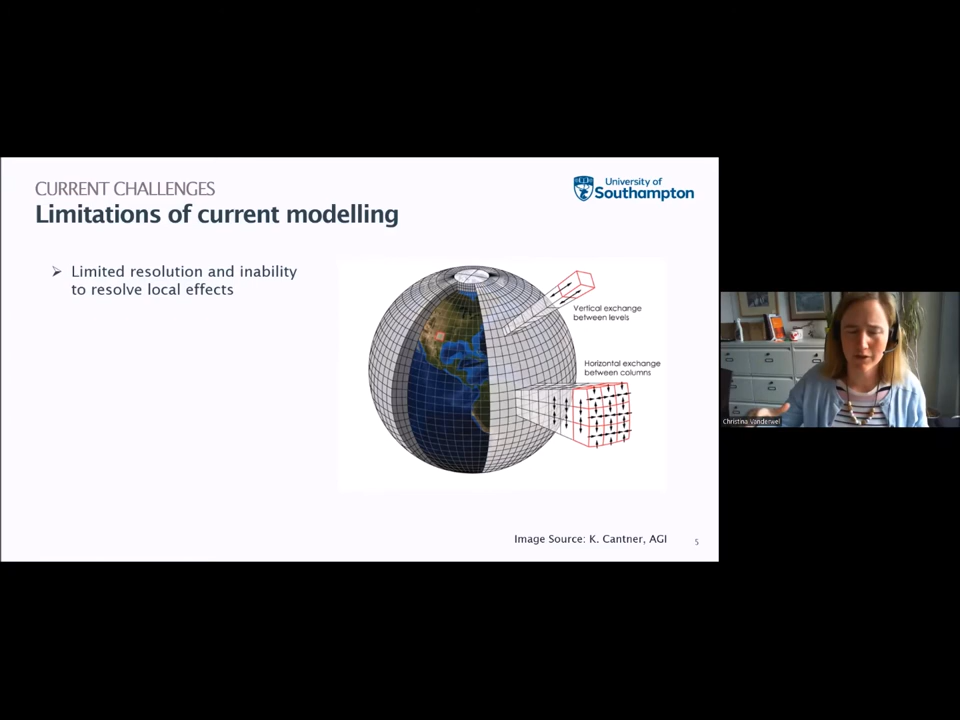 CURRENT CHALLENGES
Limitations of current modelling
University of
Southampton
➢ Limited resolution and inability
to resolve local effects
Vertical exchange
between levels
Horizontal exchange
between columns
Image Source: K. Cantner, AGI
5
Christina Vanderwel